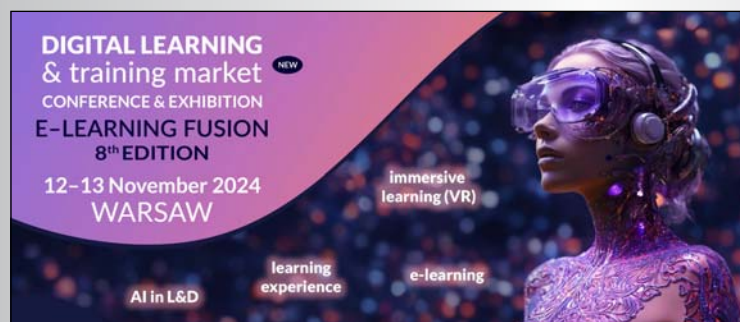 DIGITAL LEARNING
& training market NEW
CONFERENCE & EXHIBITION
E-LEARNING FUSION
8th EDITION
12–13 November 2024
WARSAW
immersive
learning (VR)
learning
experience
e-learning
AI in L&D